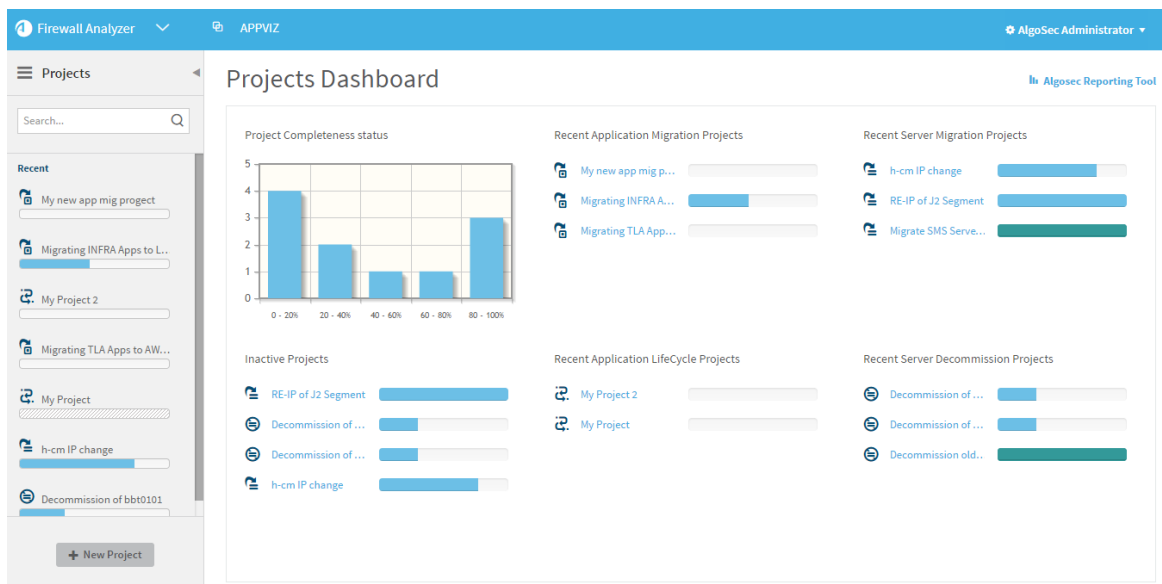 Firewall Analyzer
APPVIZ
AlgoSec Administrator
Projects
Search...
Recent
My new app mig progect
Migrating INFRA Apps to L..
My Project 2
Migrating TLA Apps to AW...
My Project
h-cm IP change
Decommission of bbt0101
+ New Project
Projects Dashboard
Algosec Reporting Tool
Project Completeness status
5
4
3
2
1
0
0 - 20% 20 - 40% 40 - 60% 60 - 80% 80 - 100%
Recent Application Migration Projects
My new app mig p...
Migrating INFRA A...
Migrating TLA App...
Recent Server Migration Projects
h-cm IP change
RE-IP of J2 Segment
Migrate SMS Serve...
Inactive Projects
RE-IP of J2 Segment
Decommission of ...
Decommission of ...
h-cm IP change
Recent Application LifeCycle Projects
My Project 2
My Project
Recent Server Decommission Projects
Decommission of ...
Decommission of ...
Decommission old..